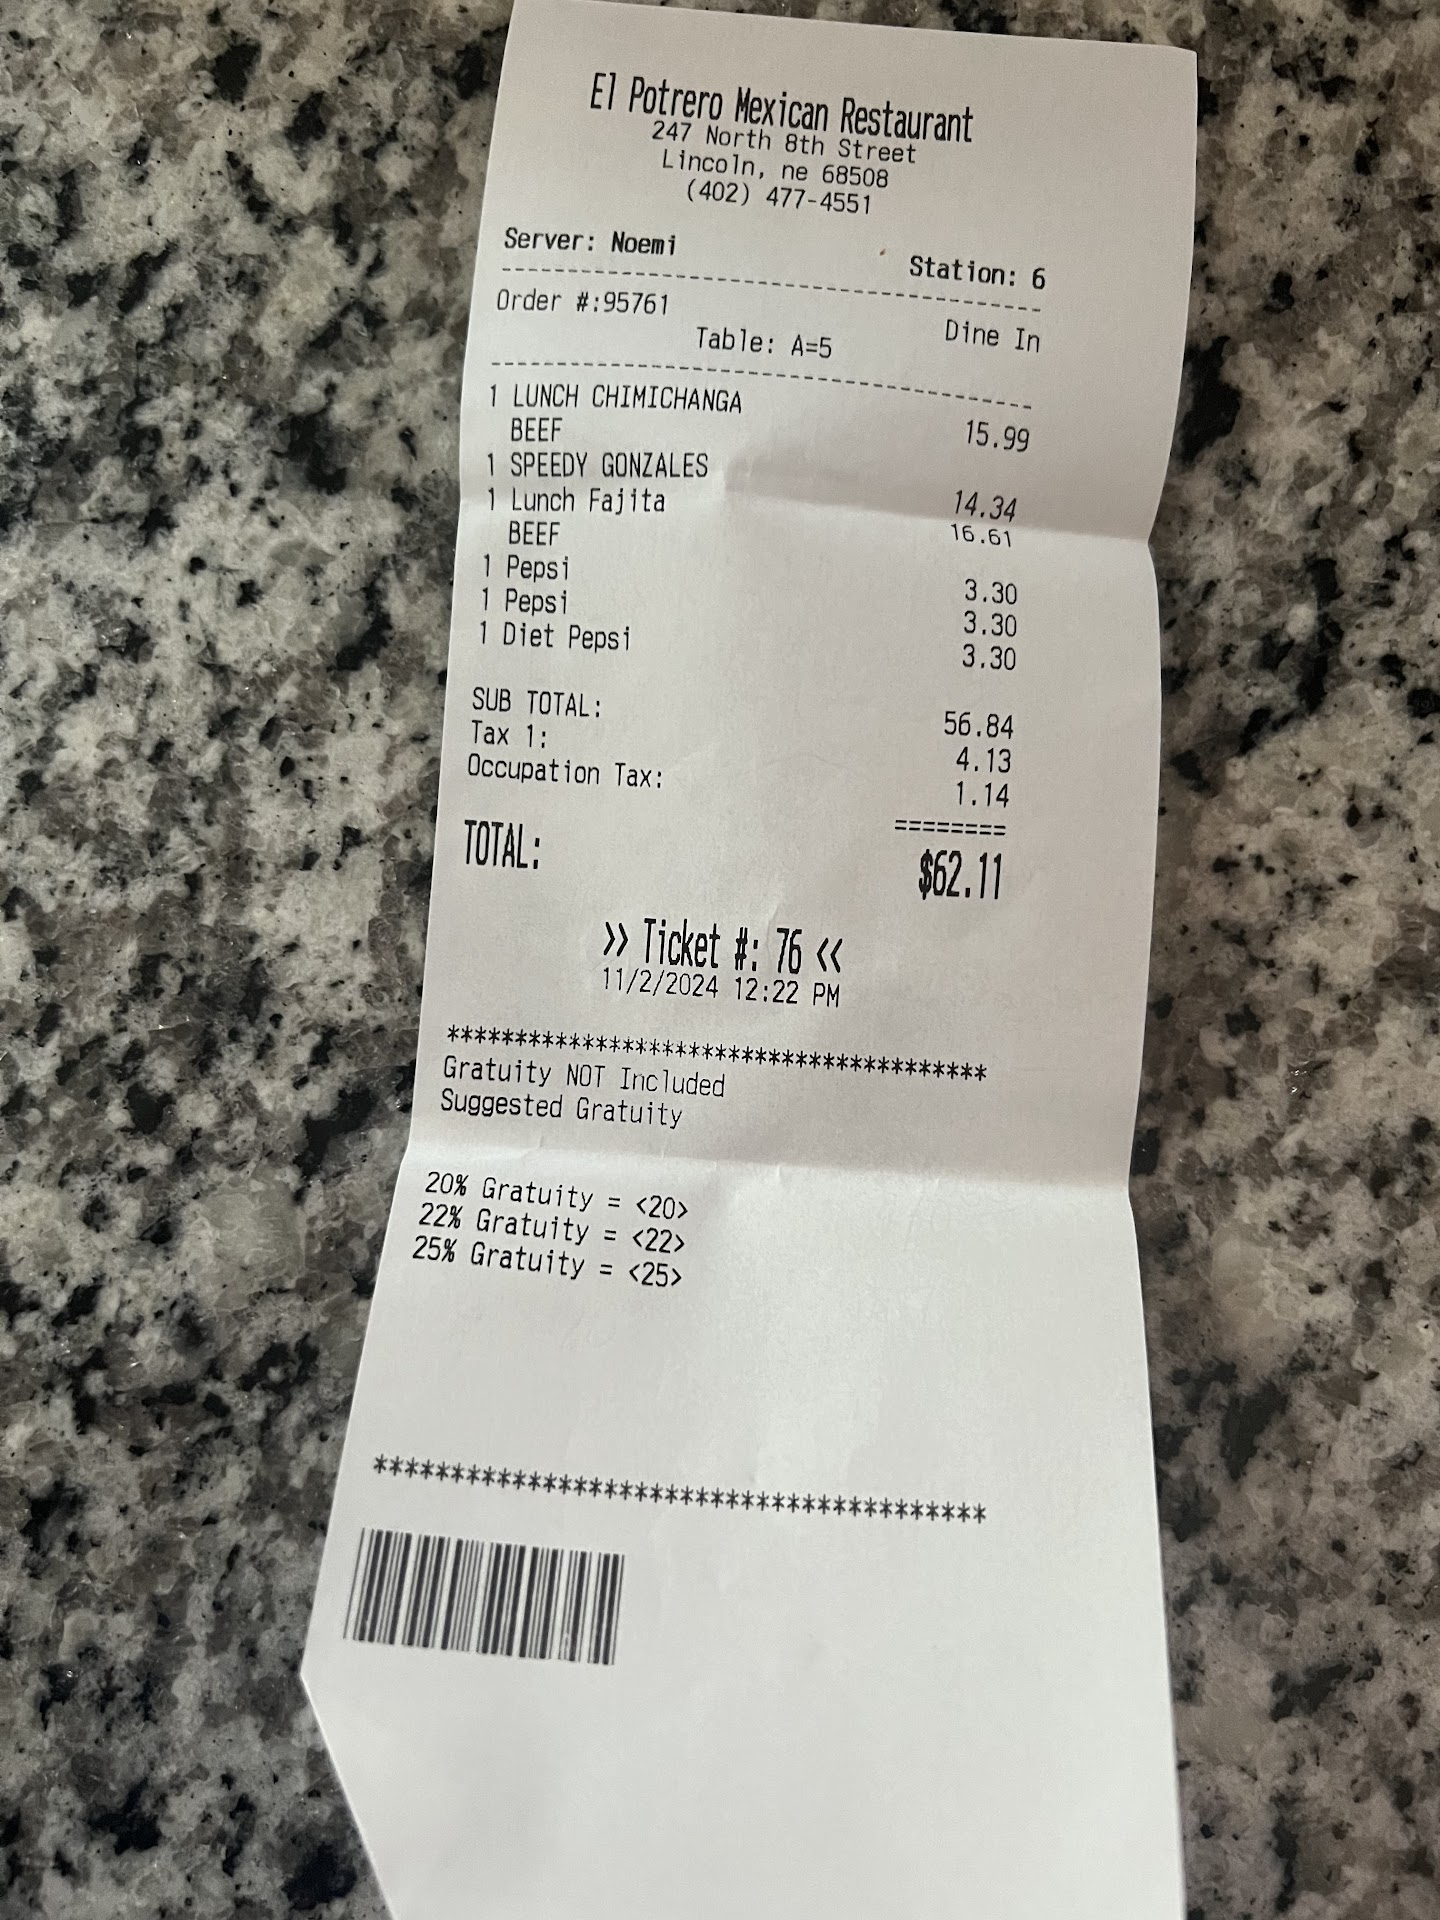 El Potrero Mexican Restaurant
247 North 8th Street
Lincoln, ne 68508
(402) 477-4551
Server: Noemi Station: 6
Order #:95761 Dine In
Table: A=5
1 LUNCH CHIMICHANGA 15.99
BEEF
1 SPEEDY GONZALES 14.34
1 Lunch Fajita 16.61
BEEF
1 Pepsi 3.30
1 Pepsi 3.30
1 Diet Pepsi 3.30
SUB TOTAL: 56.84
Tax 1: 4.13
Occupation Tax: 1.14
========
TOTAL: $62.11
>> Ticket #: 76 <<
11/2/2024 12:22 PM
****************************************
Gratuity NOT Included
Suggested Gratuity
20% Gratuity = <20>
22% Gratuity = <22>
25% Gratuity = <25>
****************************************